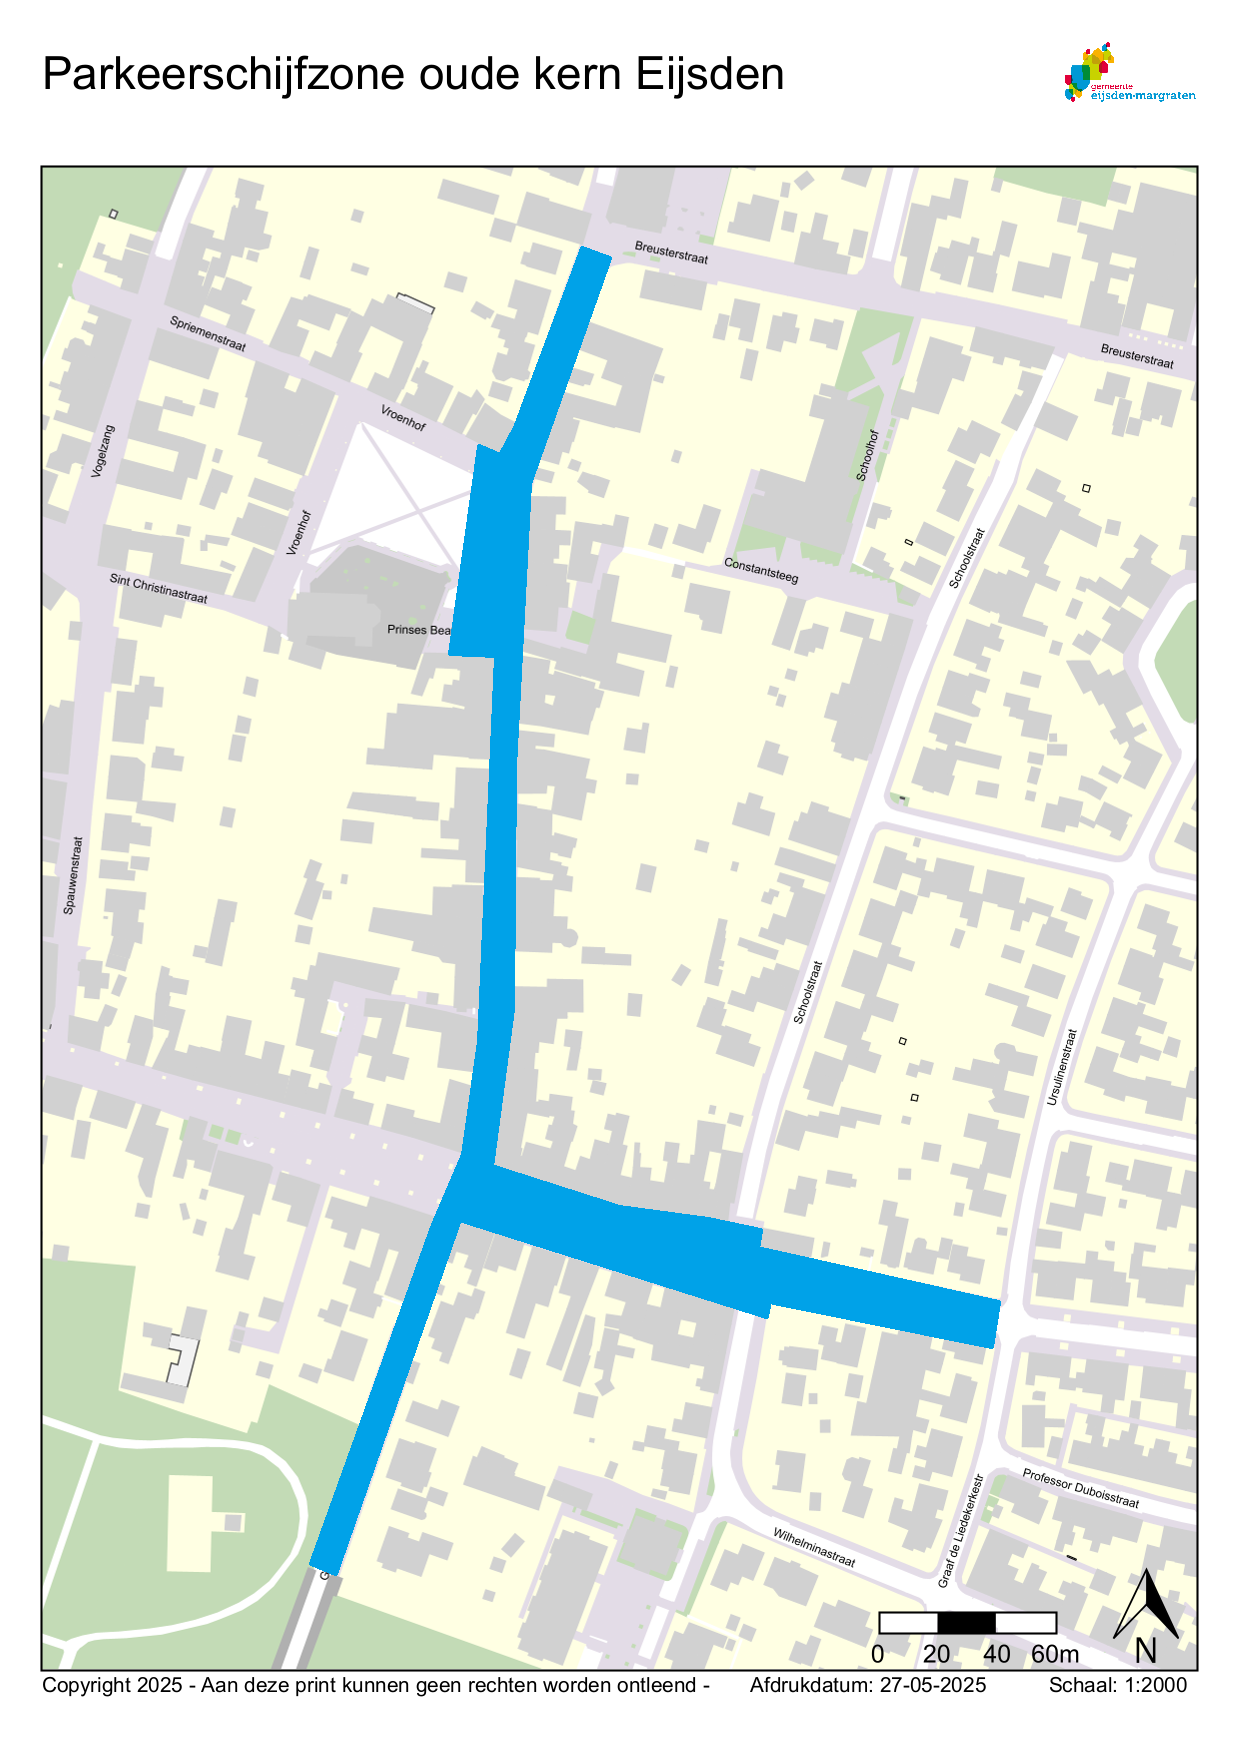 Parkeerschijfzone oude kern Eijsden
gemeente
eijsden-margraten
Breusterstraat
Spriemenstraat
Breusterstraat
Vroenhof
Vogelzang
Schoolhof
Vroenhof
Schoolstraat
Constantsteeg
Sint Christinastraat
Prinses Bea
Spauwenstraat
Schoolstraat
Ursulinenstraat
Professor Duboisstraat
Graaf de Liedekerkestr
Wilhelminastraat
G
N
0 20 40 60m
Copyright 2025 - Aan deze print kunnen geen rechten worden ontleend - Afdrukdatum: 27-05-2025 Schaal: 1:2000